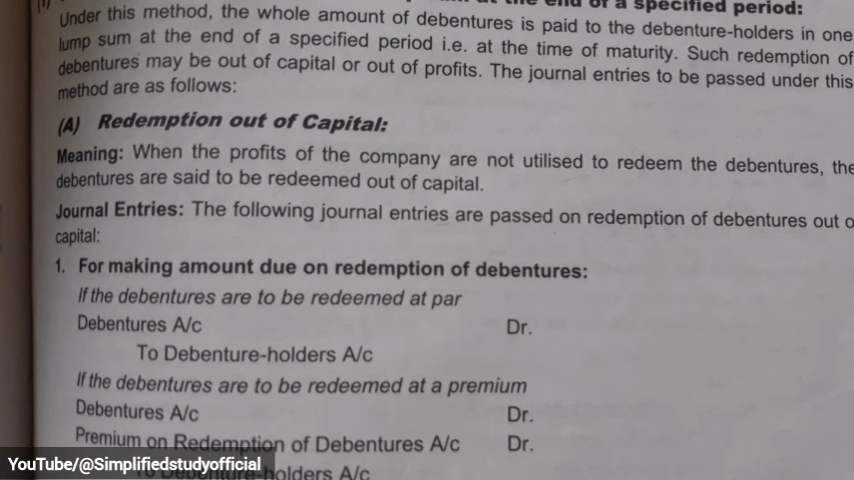 the end of a specified period:
Under this method, the whole amount of debentures is paid to the debenture-holders in one
lump sum at the end of a specified period i.e. at the time of maturity. Such redemption of
debentures may be out of capital or out of profits. The journal entries to be passed under this
method are as follows:
(A) Redemption out of Capital:
Meaning: When the profits of the company are not utilised to redeem the debentures, the
debentures are said to be redeemed out of capital.
Journal Entries: The following journal entries are passed on redemption of debentures out o
capital:
1. For making amount due on redemption of debentures:
If the debentures are to be redeemed at par
Debentures A/c Dr.
To Debenture-holders A/c
If the debentures are to be redeemed at a premium
Debentures A/c Dr.
Premium on Redemption of Debentures A/c Dr.
To Debenture-holders A/c
YouTube/@Simplifiedstudyofficial